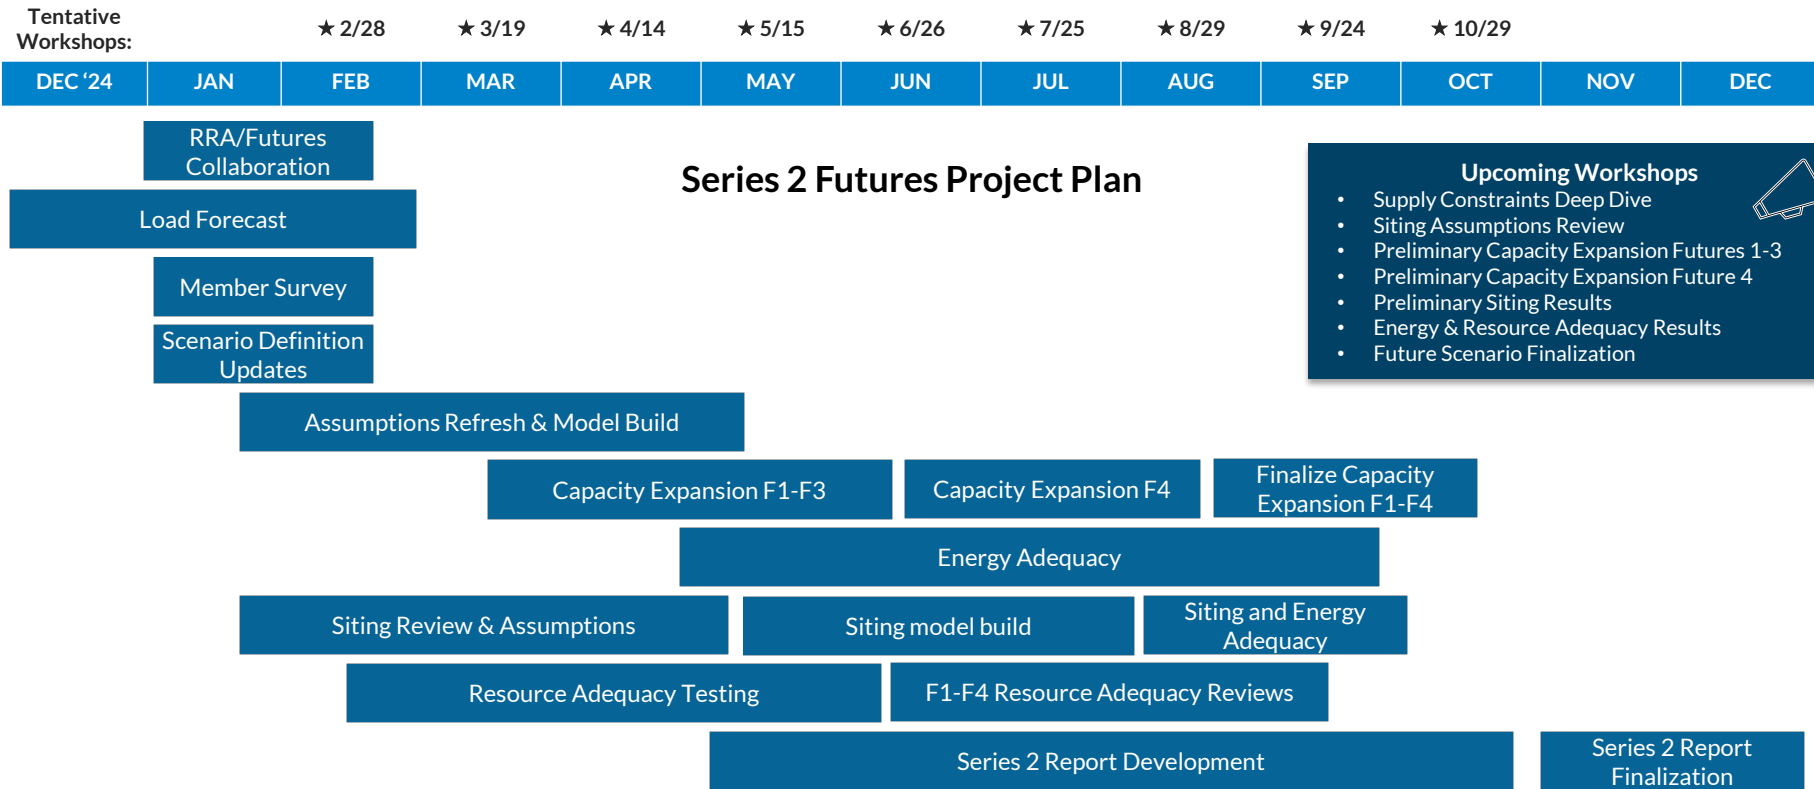 Tentative
Workshops:
★ 2/28
★ 3/19
★ 4/14
★ 5/15
★ 6/26
★ 7/25
★ 8/29
★ 9/24
★ 10/29
DEC ‘24
JAN
FEB
MAR
APR
MAY
JUN
JUL
AUG
SEP
OCT
NOV
DEC
Series 2 Futures Project Plan
RRA/Futures
Collaboration
Load Forecast
Member Survey
Scenario Definition
Updates
Upcoming Workshops
• Supply Constraints Deep Dive
• Siting Assumptions Review
• Preliminary Capacity Expansion Futures 1-3
• Preliminary Capacity Expansion Future 4
• Preliminary Siting Results
• Energy & Resource Adequacy Results
• Future Scenario Finalization
Assumptions Refresh & Model Build
Capacity Expansion F1-F3
Capacity Expansion F4
Finalize Capacity
Expansion F1-F4
Energy Adequacy
Siting Review & Assumptions
Siting model build
Siting and Energy
Adequacy
Resource Adequacy Testing
F1-F4 Resource Adequacy Reviews
Series 2 Report Development
Series 2 Report
Finalization